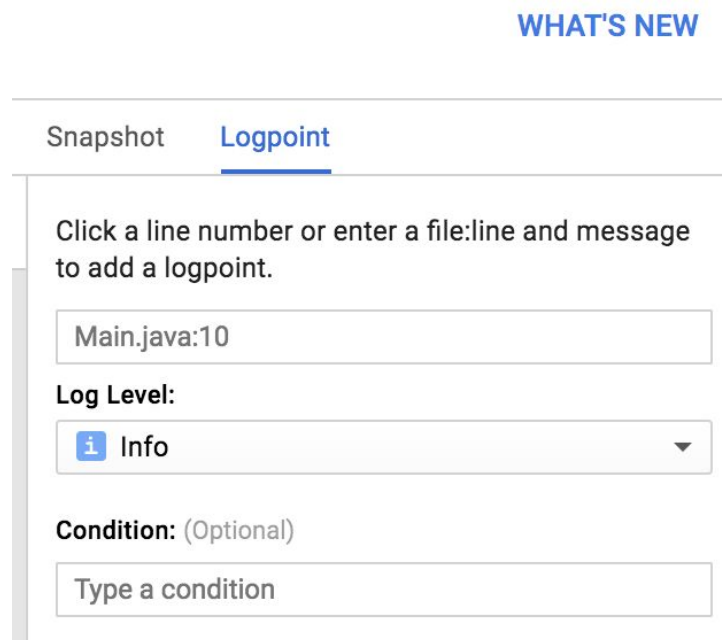 WHAT'S NEW
Snapshot Logpoint
Click a line number or enter a file:line and message
to add a logpoint.
Main.java:10
Log Level:
i Info
Condition: (Optional)
Type a condition